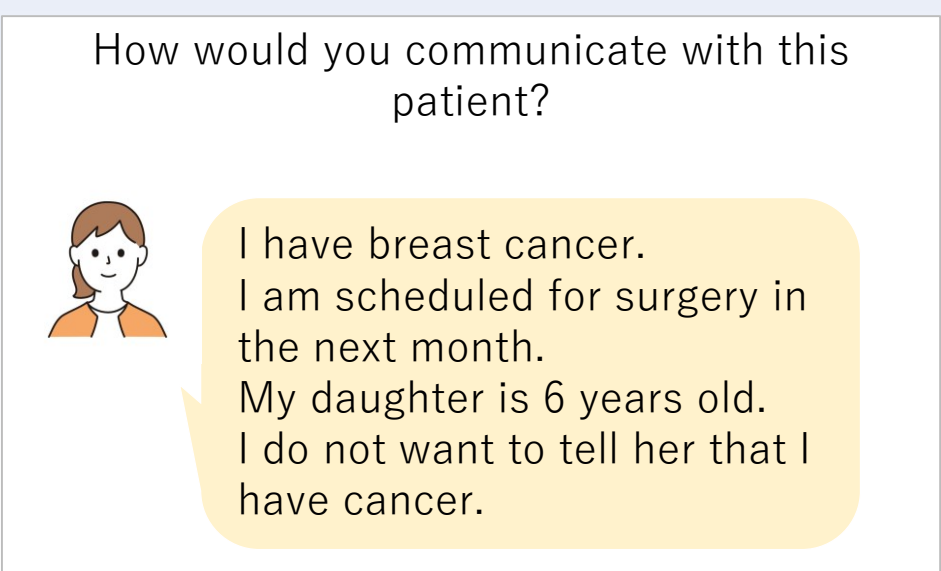 How would you communicate with this
patient?
I have breast cancer.
I am scheduled for surgery in
the next month.
My daughter is 6 years old.
I do not want to tell her that I
have cancer.